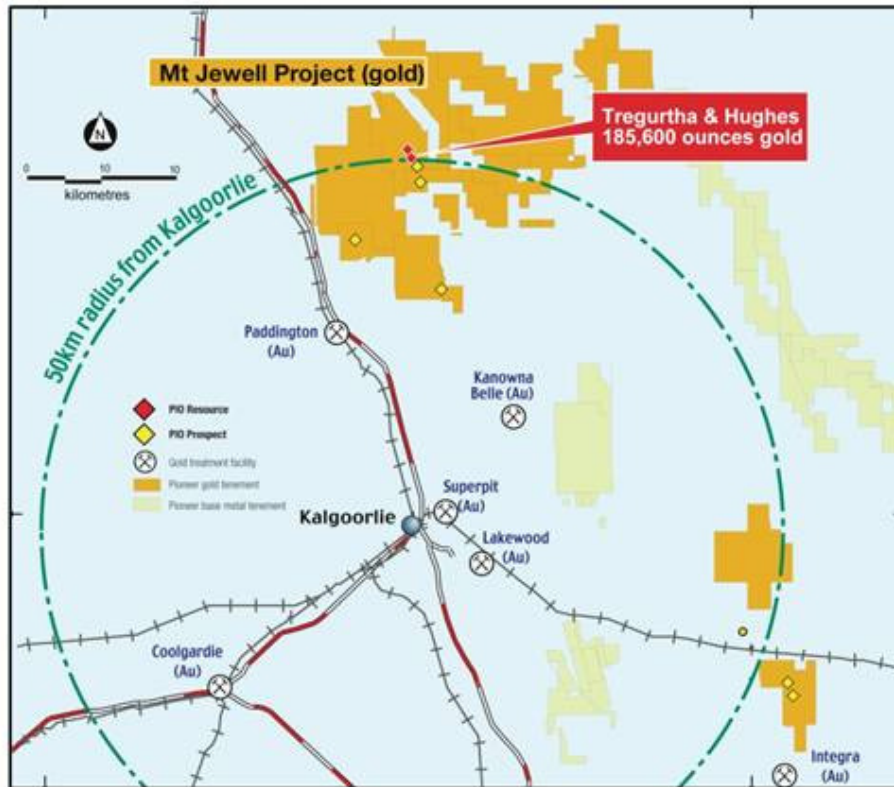 Mt Jewell Project (gold)
Tregurtha & Hughes
185,600 ounces gold
N
0 10 10
kilometres
50km radius from Kalgoorlie
Paddington
(Au)
Kanowna
Belle (Au)
PIO Resource
PIO Prospect
Gold treatment facility
Pioneer gold tenement
Pioneer base metal tenement
Superpit
(Au)
Kalgoorlie
Lakewood
(Au)
Coolgardie
(Au)
Integra
(Au)